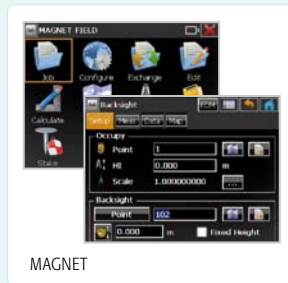 MAGNET FIELD
Job
Configure
Exchange
Edit
Calculate
Stake
Backsight
EDM
Setup
Meas
Data
Map
Occupy
Point
1
HI
0.000
m
Scale
1.000000000
...
Backsight
Point
102
0.000
m
Fixed Height
MAGNET